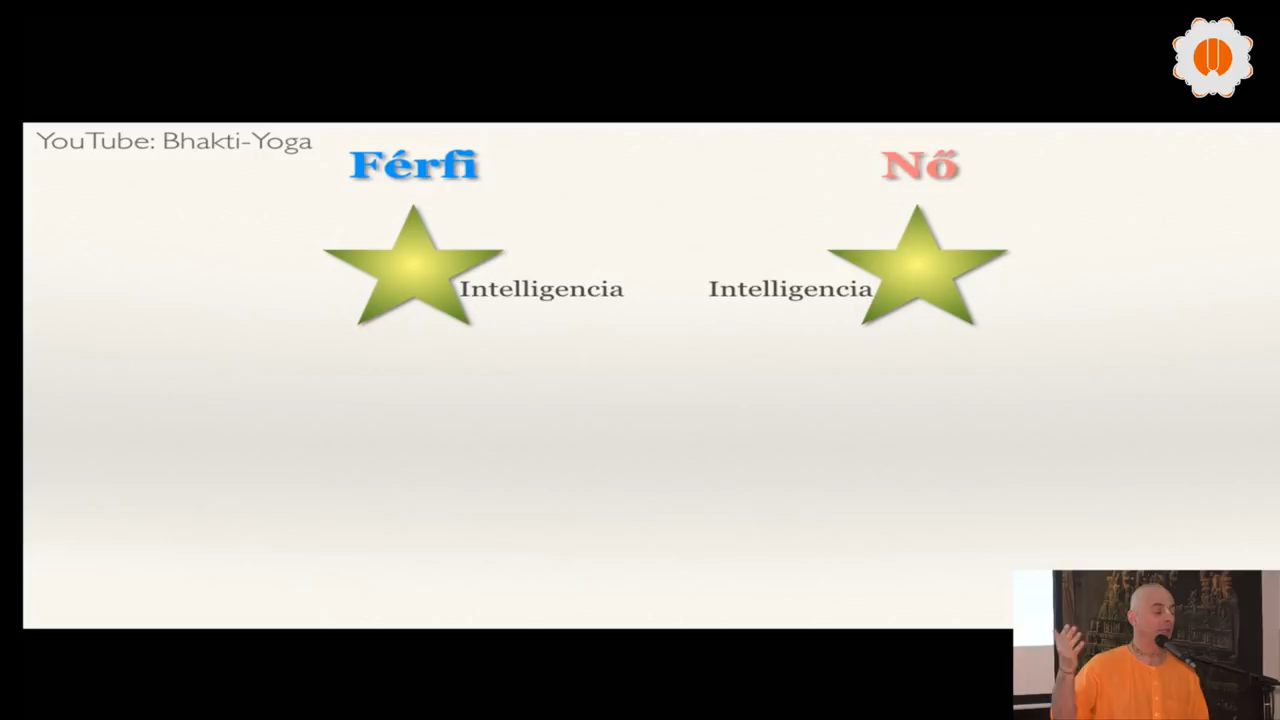 YouTube: Bhakti-Yoga
Férfi
Nő
Intelligencia
Intelligencia